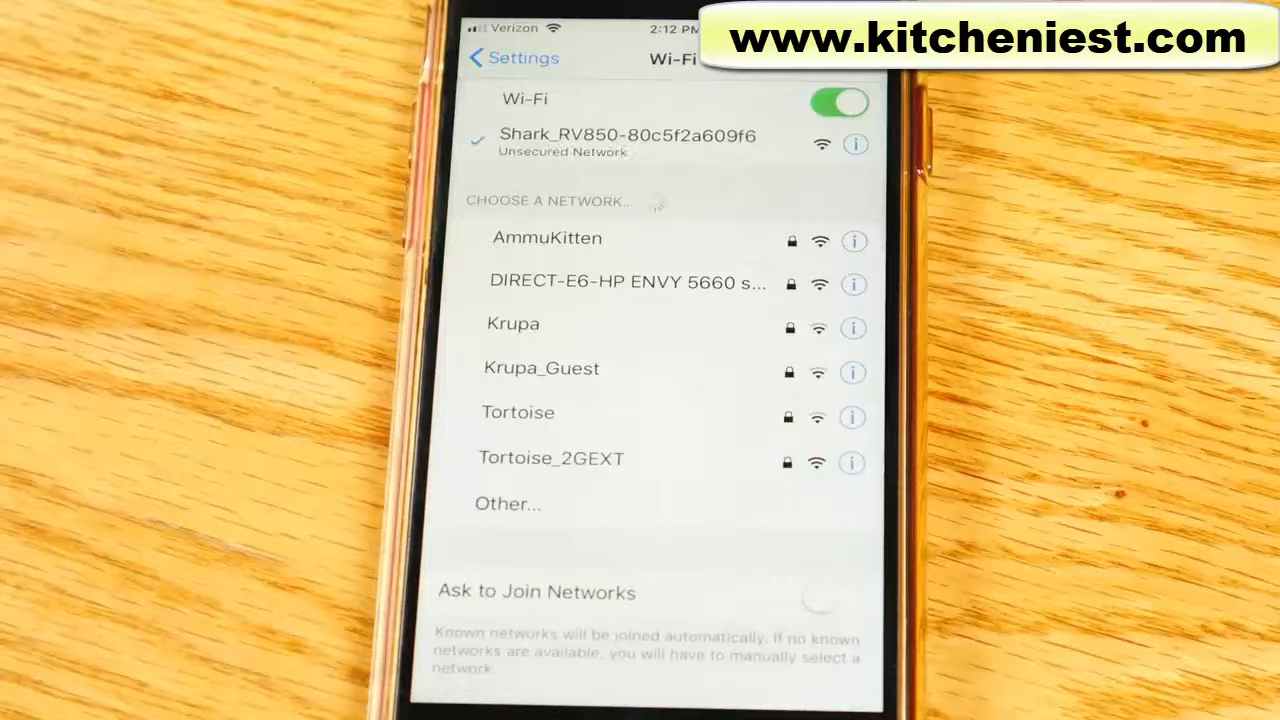 www.kitcheniest.com
Verizon 2:12 PM
Settings Wi-Fi
Wi-Fi
Shark_RV850-80c5f2a609f6
Unsecured Network
CHOOSE A NETWORK...
AmmuKitten
DIRECT-E6-HP ENVY 5660 s...
Krupa
Krupa_Guest
Tortoise
Tortoise_2GEXT
Other...
Ask to Join Networks
Known networks will be joined automatically. If no known
networks are available, you will have to manually select a
network.